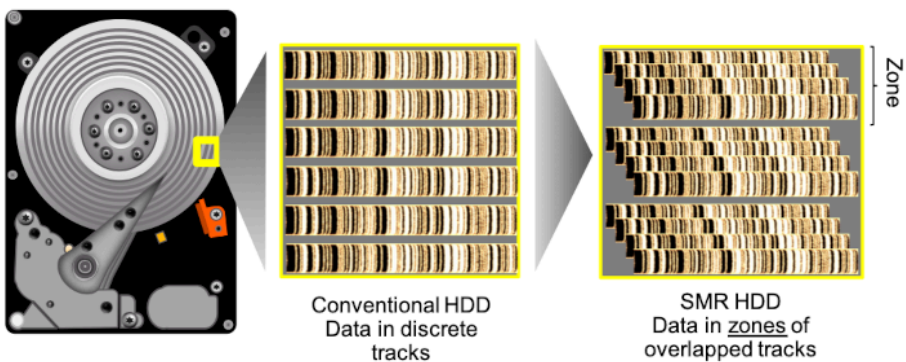 Zone
Conventional HDD
Data in discrete
tracks
SMR HDD
Data in zones of
overlapped tracks